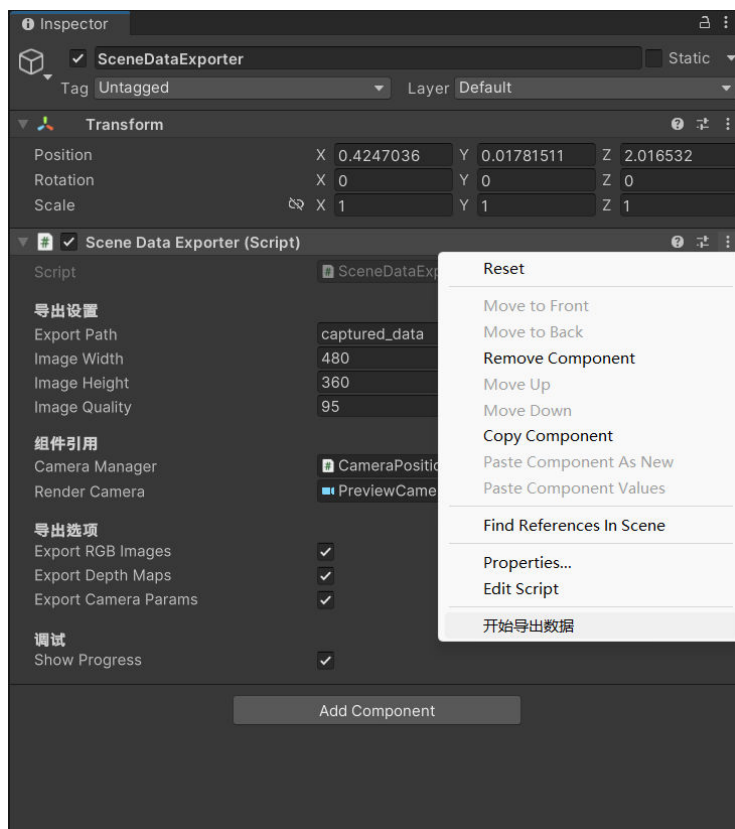 Inspector
SceneDataExporter
Static
Tag Untagged Layer Default
Transform
Position X 0.4247036 Y 0.01781511 Z 2.016532
Rotation X 0 Y 0 Z 0
Scale X 1 Y 1 Z 1
# Scene Data Exporter (Script)
Script # SceneDataExp
导出设置
Export Path captured_data
Image Width 480
Image Height 360
Image Quality 95
组件引用
Camera Manager # CameraPositio
Render Camera PreviewCame
导出选项
Export RGB Images
Export Depth Maps
Export Camera Params
调试
Show Progress
Reset
Move to Front
Move to Back
Remove Component
Move Up
Move Down
Copy Component
Paste Component As New
Paste Component Values
Find References In Scene
Properties...
Edit Script
开始导出数据
Add Component